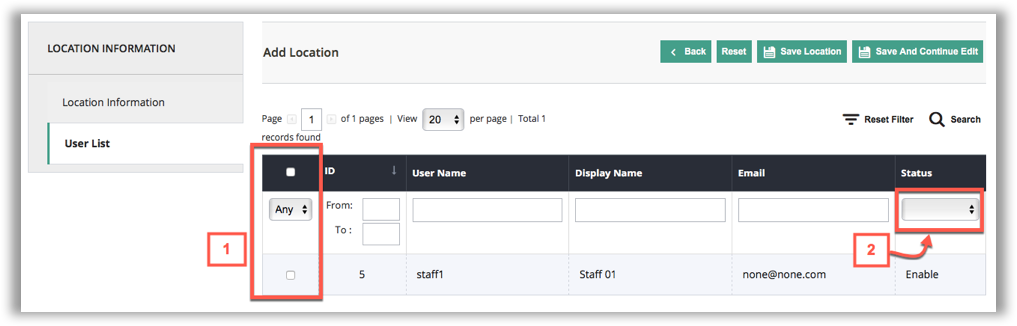 LOCATION INFORMATION
Location Information
User List
Add Location
Back Reset Save Location Save And Continue Edit
Page 1 of 1 pages | View 20 per page | Total 1
records found
Reset Filter Search
ID User Name Display Name Email Status
Any From:
To :
1
2
5 staff1 Staff 01 none@none.com Enable